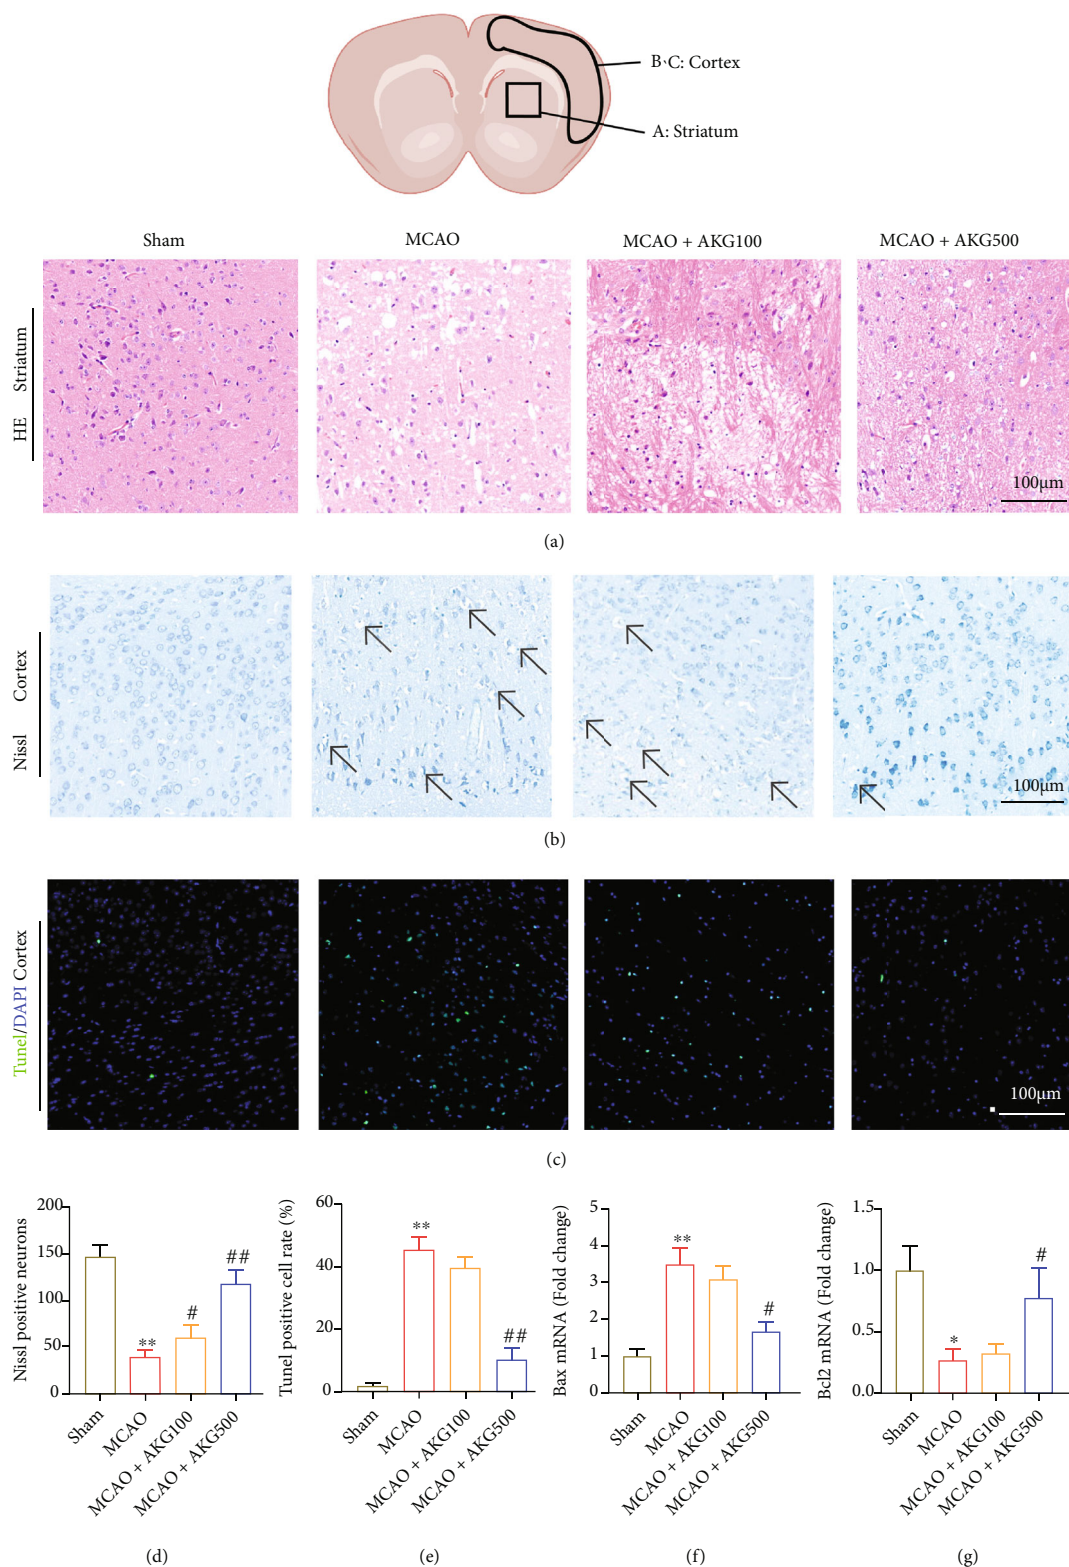 B、C: Cortex
A: Striatum
Sham
MCAO
MCAO + AKG100
MCAO + AKG500
HE Striatum
100μm
(a)
Nissl Cortex
100μm
(b)
Tunel/DAPI Cortex
100μm
(c)
Nissl positive neurons
200
150
100
50
0
**
#
##
Sham
MCAO
MCAO + AKG100
MCAO + AKG500
(d)
Tunel positive cell rate (%)
60
40
20
0
**
##
Sham
MCAO
MCAO + AKG100
MCAO + AKG500
(e)
Bax mRNA (Fold change)
5
4
3
2
1
0
**
#
Sham
MCAO
MCAO + AKG100
MCAO + AKG500
(f)
Bcl2 mRNA (Fold change)
1.5
1.0
0.5
0.0
*
#
Sham
MCAO
MCAO + AKG100
MCAO + AKG500
(g)